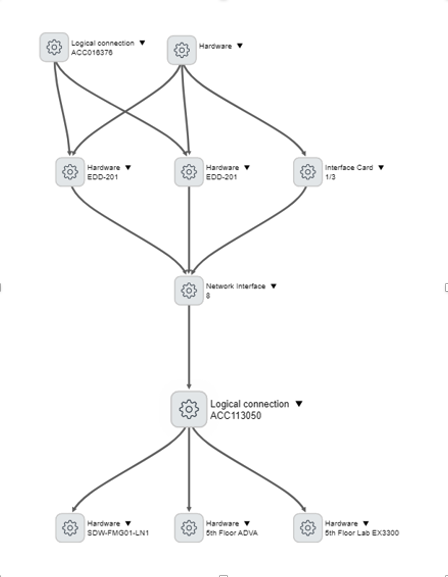 Logical connection ▼
ACC016376
Hardware ▼
Hardware ▼
EDD-201
Hardware ▼
EDD-201
Interface Card ▼
1/3
Network Interface ▼
8
Logical connection ▼
ACC113050
Hardware ▼
SDW-FMG01-LN1
Hardware ▼
5th Floor ADVA
Hardware ▼
5th Floor Lab EX3300